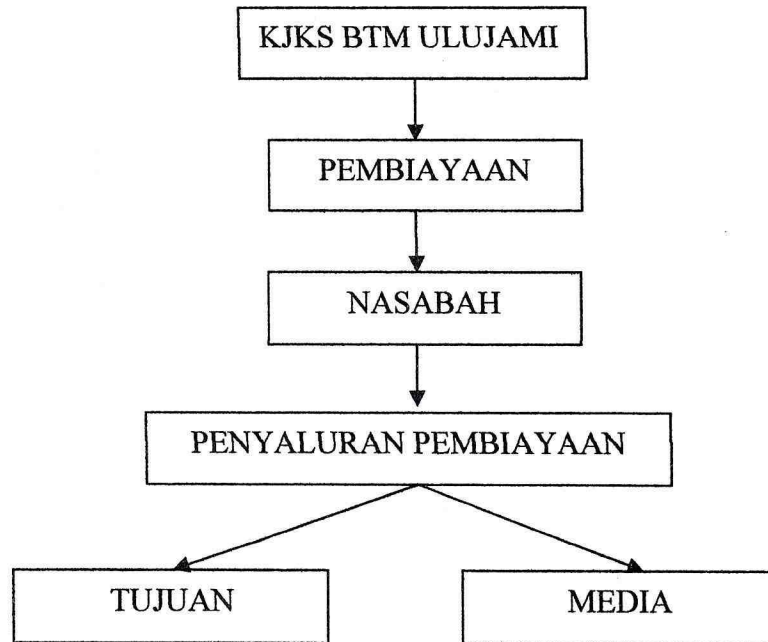 KJKS BTM ULUJAMI
PEMBIAYAAN
NASABAH
PENYALURAN PEMBIAYAAN
TUJUAN
MEDIA